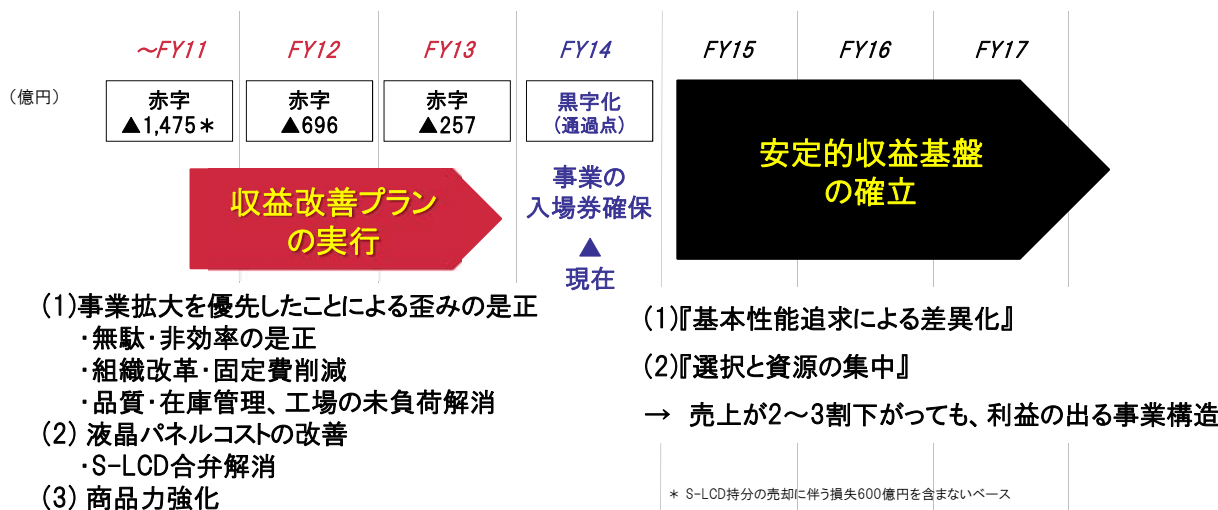 ~FY11 FY12 FY13 FY14 FY15 FY16 FY17
(億円)
赤字
▲1,475*
赤字
▲696
赤字
▲257
黒字化
(通過点)
収益改善プラン
の実行
事業の
入場券確保
▲
現在
安定的収益基盤
の確立
(1)事業拡大を優先したことによる歪みの是正
・無駄・非効率の是正
・組織改革・固定費削減
・品質・在庫管理、工場の未負荷解消
(2) 液晶パネルコストの改善
・S-LCD合弁解消
(3) 商品力強化
(1)『基本性能追求による差異化』
(2)『選択と資源の集中』
→ 売上が2~3割下がっても、利益の出る事業構造
* S-LCD持分の売却に伴う損失600億円を含まないベース